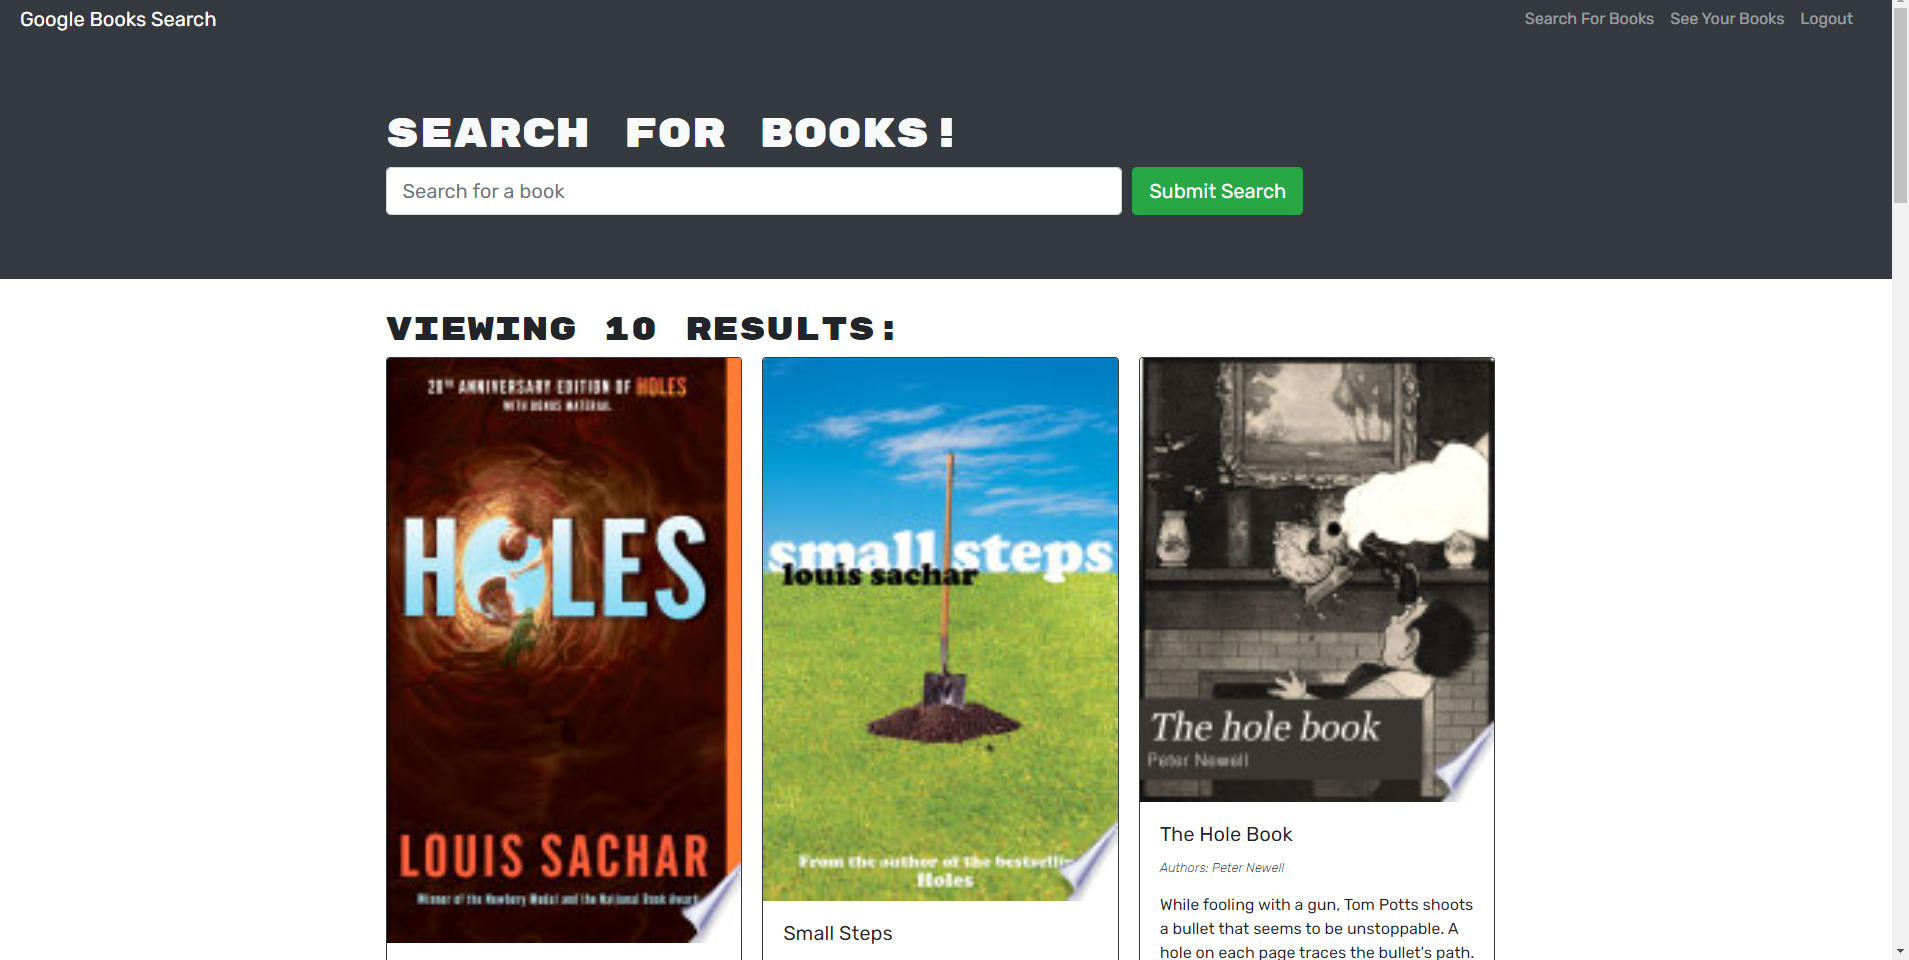 Google Books Search
Search For Books
See Your Books
Logout
SEARCH FOR BOOKS!
Search for a book
Submit Search
VIEWING 10 RESULTS:
20TH ANNIVERSARY EDITION OF HOLES
WITH BONUS MATERIAL
HOLES
LOUIS SACHAR
Winner of the Newbery Medal and the National Book Award
small steps
louis sachar
From the author of the
Holes
Small Steps
The hole book
Peter Newell
The Hole Book
Authors: Peter Newell
While fooling with a gun, Tom Potts shoots
a bullet that seems to be unstoppable. A
hole on each page traces the bullet's path.